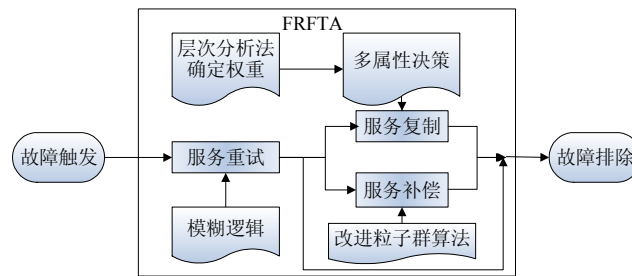 FRFTA
层次分析法
确定权重
多属性决策
服务复制
故障触发
服务重试
故障排除
服务补偿
模糊逻辑
改进粒子群算法